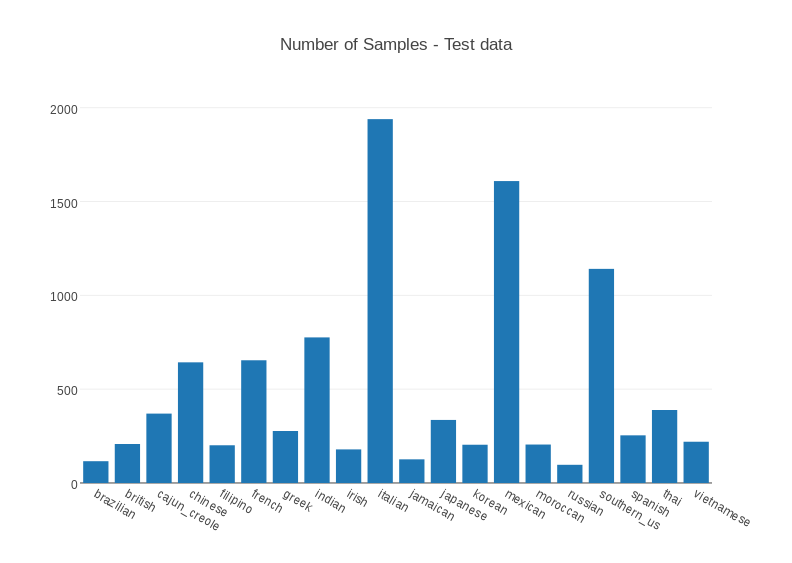 Number of Samples - Test data
2000
1500
1000
500
0
brazilian
british
cajun_creole
chinese
filipino
french
greek
indian
irish
italian
jamaican
japanese
korean
mexican
moroccan
russian
southern_us
spanish
thai
vietnamese